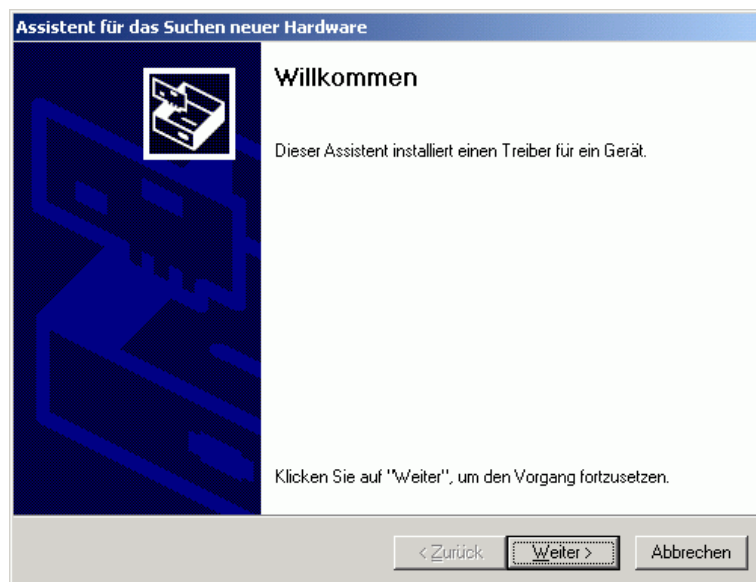 Assistent für das Suchen neuer Hardware
Willkommen
Dieser Assistent installiert einen Treiber für ein Gerät.
Klicken Sie auf "Weiter", um den Vorgang fortzusetzen.
< Zurück
Weiter >
Abbrechen